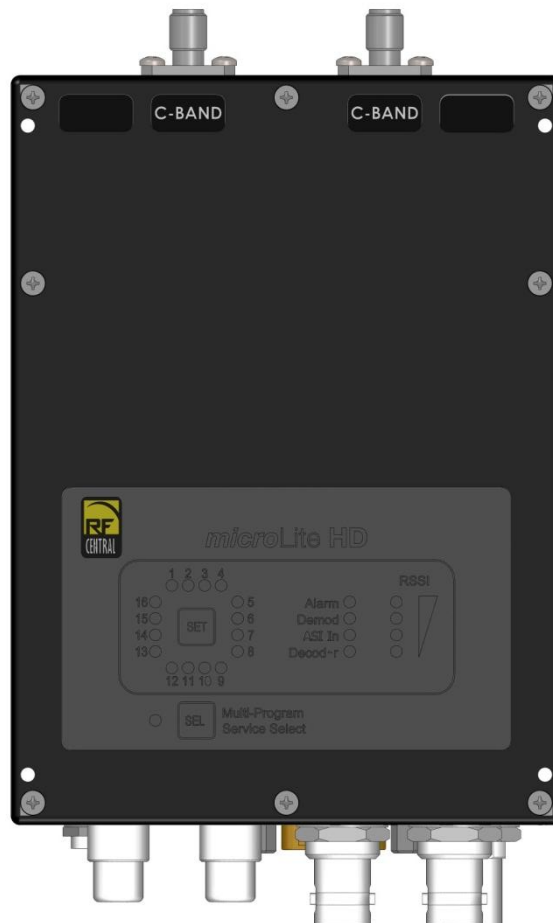 C-BAND C-BAND
RF
CENTRAL
microLite HD
1 2 3 4
RSSI
16 5 Alarm
15 SET 6 Demod
14 7 ASI In
13 8 Decod-r
12 11 10 9
SEL Multi-Program
Service Select